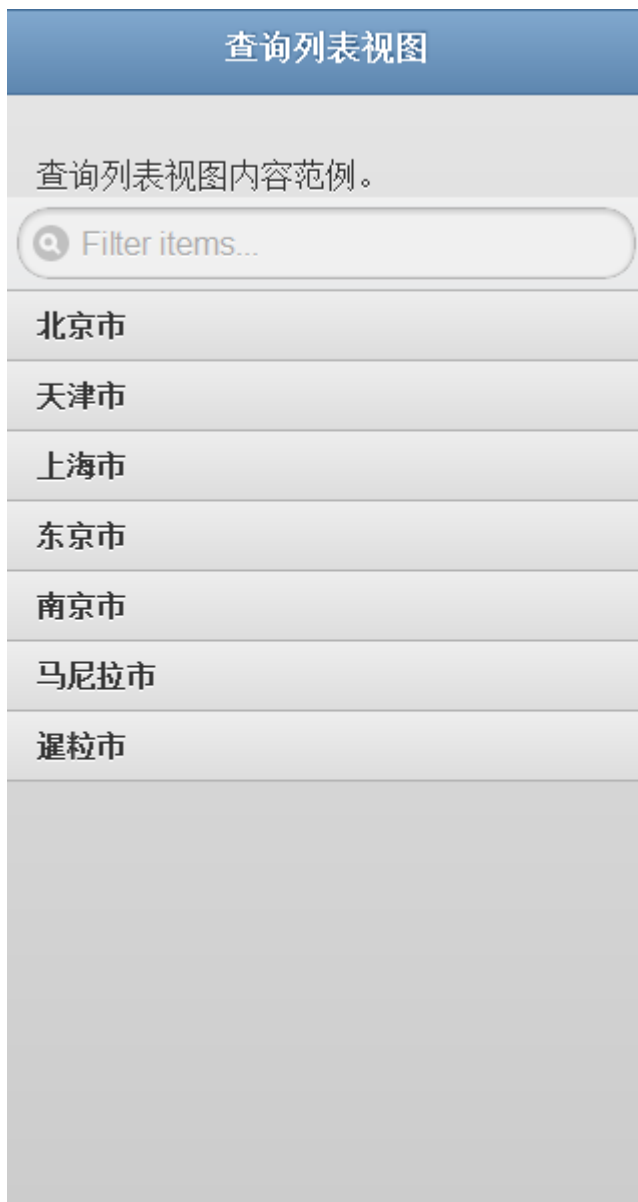 查询列表视图
查询列表视图内容范例。
Filter items...
北京市
天津市
上海市
东京市
南京市
马尼拉市
暹粒市